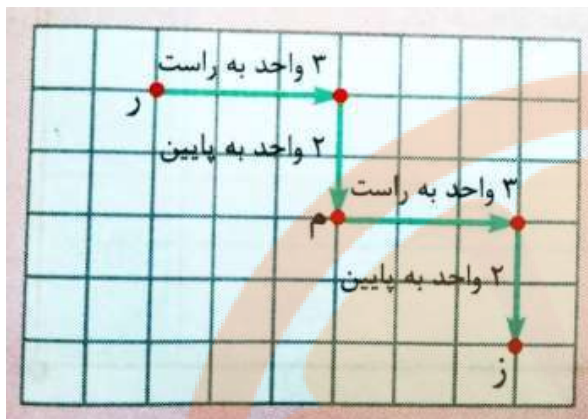 ۳ واحد به راست
ر
۲ واحد به پایین
۳ واحد به راست
م
۲ واحد به پایین
ز